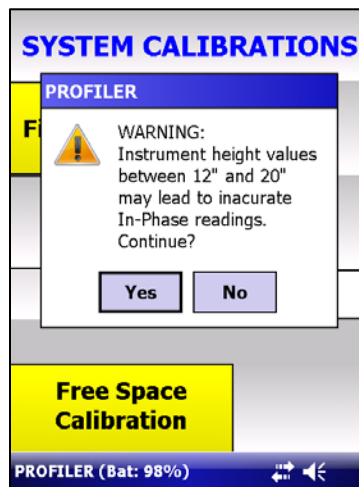 SYSTEM CALIBRATIONS
PROFILER
WARNING:
Instrument height values
between 12" and 20"
may lead to inacurate
In-Phase readings.
Continue?
Yes
No
Free Space
Calibration
PROFILER (Bat: 98%)